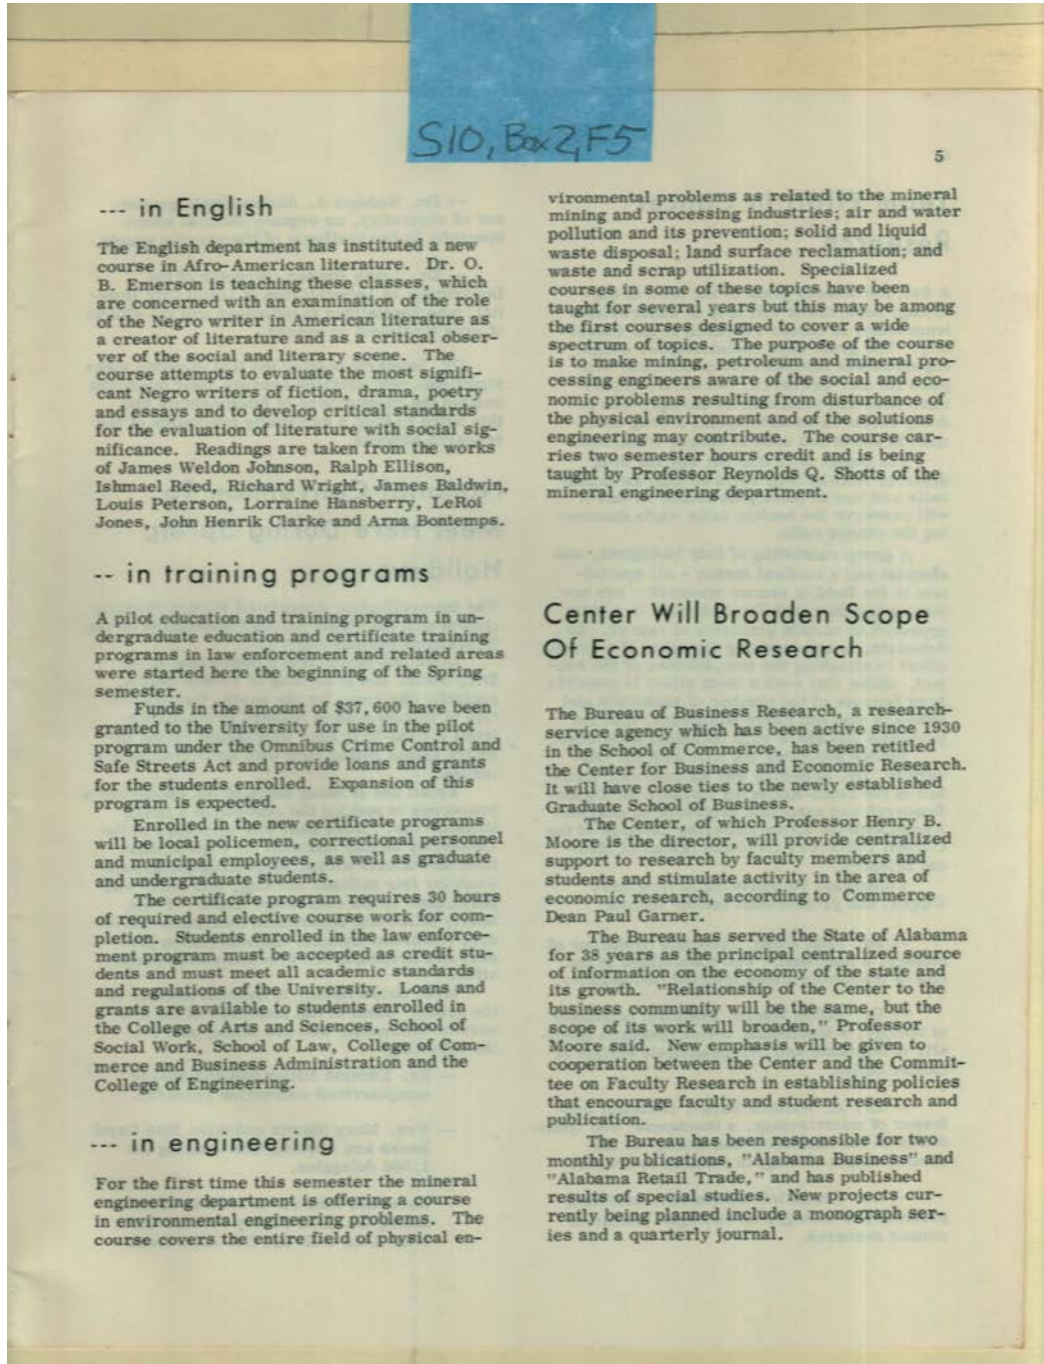 S10, Box 2, F5
5
--- in English
The English department has instituted a new
course in Afro-American literature. Dr. O.
B. Emerson is teaching these classes, which
are concerned with an examination of the role
of the Negro writer in American literature as
a creator of literature and as a critical obser-
ver of the social and literary scene. The
course attempts to evaluate the most signifi-
cant Negro writers of fiction, drama, poetry
and essays and to develop critical standards
for the evaluation of literature with social sig-
nificance. Readings are taken from the works
of James Weldon Johnson, Ralph Ellison,
Ishmael Reed, Richard Wright, James Baldwin,
Louis Peterson, Lorraine Hansberry, LeRoi
Jones, John Henrik Clarke and Arna Bontemps.
-- in training programs
A pilot education and training program in un-
dergraduate education and certificate training
programs in law enforcement and related areas
were started here the beginning of the Spring
semester.
Funds in the amount of $37,600 have been
granted to the University for use in the pilot
program under the Omnibus Crime Control and
Safe Streets Act and provide loans and grants
for the students enrolled. Expansion of this
program is expected.
Enrolled in the new certificate programs
will be local policemen, correctional personnel
and municipal employees, as well as graduate
and undergraduate students.
The certificate program requires 30 hours
of required and elective course work for com-
pletion. Students enrolled in the law enforce-
ment program must be accepted as credit stu-
dents and must meet all academic standards
and regulations of the University. Loans and
grants are available to students enrolled in
the College of Arts and Sciences, School of
Social Work, School of Law, College of Com-
merce and Business Administration and the
College of Engineering.
--- in engineering
For the first time this semester the mineral
engineering department is offering a course
in environmental engineering problems. The
course covers the entire field of physical en-
vironmental problems as related to the mineral
mining and processing industries; air and water
pollution and its prevention; solid and liquid
waste disposal; land surface reclamation; and
waste and scrap utilization. Specialized
courses in some of these topics have been
taught for several years but this may be among
the first courses designed to cover a wide
spectrum of topics. The purpose of the course
is to make mining, petroleum and mineral pro-
cessing engineers aware of the social and eco-
nomic problems resulting from disturbance of
the physical environment and of the solutions
engineering may contribute. The course car-
ries two semester hours credit and is being
taught by Professor Reynolds Q. Shotts of the
mineral engineering department.
Center Will Broaden Scope
Of Economic Research
The Bureau of Business Research, a research-
service agency which has been active since 1930
in the School of Commerce, has been retitled
the Center for Business and Economic Research.
It will have close ties to the newly established
Graduate School of Business.
The Center, of which Professor Henry B.
Moore is the director, will provide centralized
support to research by faculty members and
students and stimulate activity in the area of
economic research, according to Commerce
Dean Paul Garner.
The Bureau has served the State of Alabama
for 38 years as the principal centralized source
of information on the economy of the state and
its growth. "Relationship of the Center to the
business community will be the same, but the
scope of its work will broaden," Professor
Moore said. New emphasis will be given to
cooperation between the Center and the Commit-
tee on Faculty Research in establishing policies
that encourage faculty and student research and
publication.
The Bureau has been responsible for two
monthly publications, "Alabama Business" and
"Alabama Retail Trade," and has published
results of special studies. New projects cur-
rently being planned include a monograph ser-
ies and a quarterly journal.